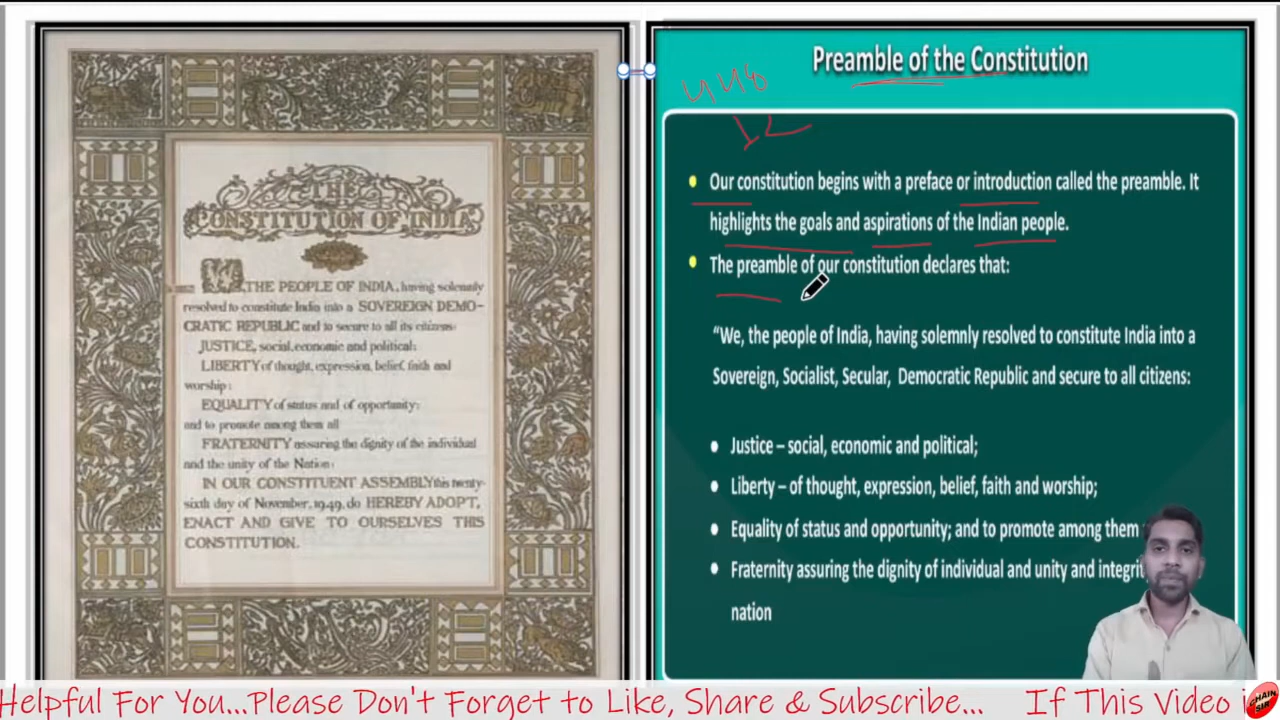 THE
CONSTITUTION OF INDIA
WE, THE PEOPLE OF INDIA, having solemnly
resolved to constitute India into a SOVEREIGN DEMO-
CRATIC REPUBLIC and to secure to all its citizens:
JUSTICE, social, economic and political;
LIBERTY of thought, expression, belief, faith and
worship;
EQUALITY of status and of opportunity;
and to promote among them all
FRATERNITY assuring the dignity of the individual
and the unity of the Nation;
IN OUR CONSTITUENT ASSEMBLY this twenty-
sixth day of November, 1949, do HEREBY ADOPT,
ENACT AND GIVE TO OURSELVES THIS
CONSTITUTION.
Preamble of the Constitution
448
12
Our constitution begins with a preface or introduction called the preamble. It
highlights the goals and aspirations of the Indian people.
The preamble of our constitution declares that:
“We, the people of India, having solemnly resolved to constitute India into a
Sovereign, Socialist, Secular, Democratic Republic and secure to all citizens:
Justice – social, economic and political;
Liberty – of thought, expression, belief, faith and worship;
Equality of status and opportunity; and to promote among them
Fraternity assuring the dignity of individual and unity and integri
nation
Helpful For You...Please Don't Forget to Like, Share & Subscribe... If This Video i
CHAIN SIR